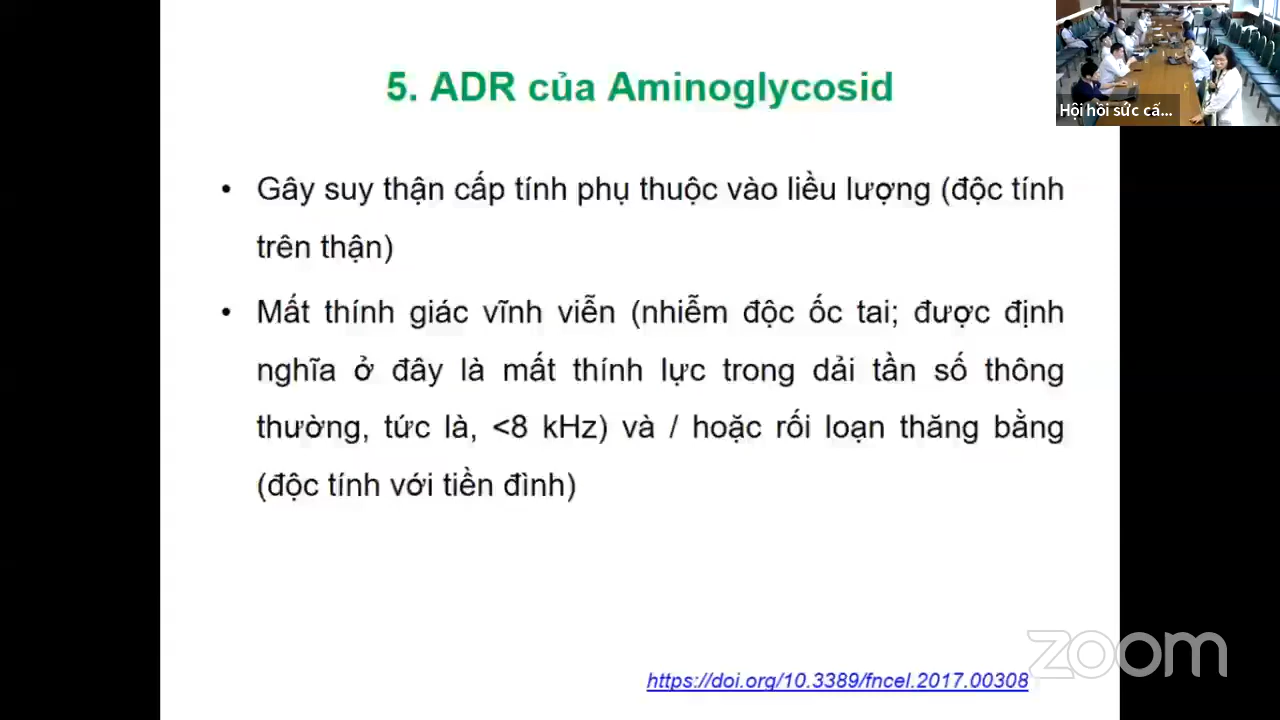 5. ADR của Aminoglycosid
Hội hồi sức cấ...
• Gây suy thận cấp tính phụ thuộc vào liều lượng (độc tính
trên thận)
• Mất thính giác vĩnh viễn (nhiễm độc ốc tai; được định
nghĩa ở đây là mất thính lực trong dải tần số thông
thường, tức là, <8 kHz) và / hoặc rối loạn thăng bằng
(độc tính với tiền đình)
zoom
https://doi.org/10.3389/fncel.2017.00308